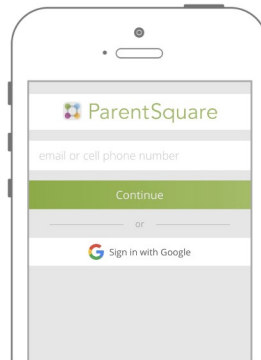 ParentSquare
email or cell phone number
Continue
or
Sign in with Google